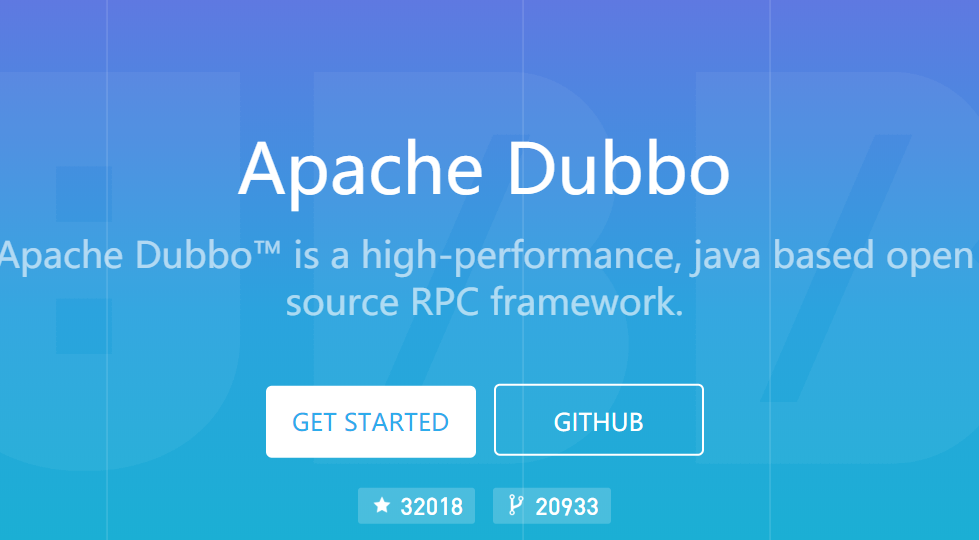 Apache Dubbo
Apache Dubbo™ is a high-performance, java based open
source RPC framework.
GET STARTED
GITHUB
32018
20933